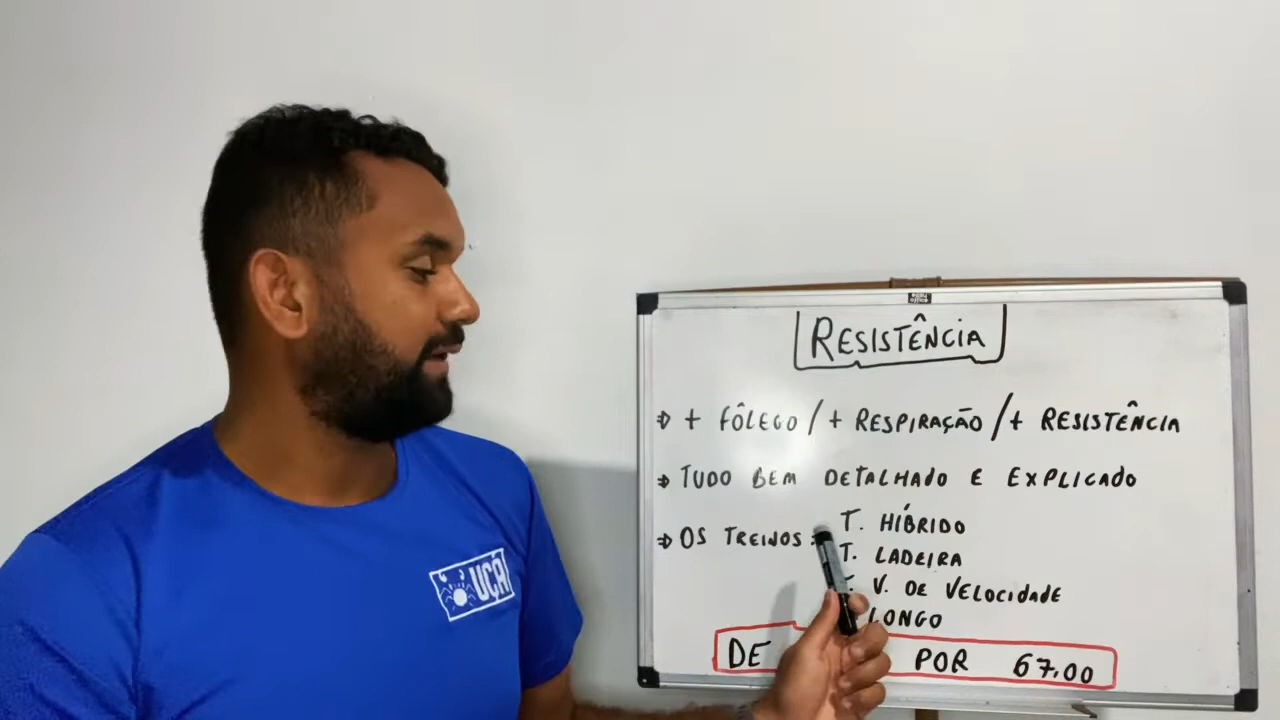 RESISTÊNCIA
+ FÔLEGO / + RESPIRAÇÃO / + RESISTÊNCIA
TUDO BEM DETALHADO E EXPLICADO
OS TREINOS: T. HÍBRIDO
T. LADEIRA
V. DE VELOCIDADE
LONGO
DE POR 67,00
UÇÁ